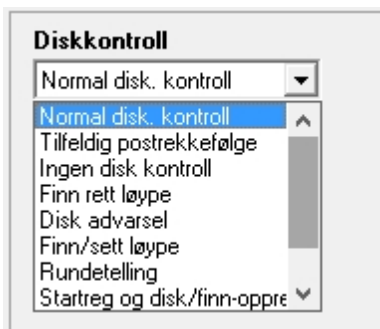 Diskkontroll
Normal disk. kontroll
Normal disk. kontroll
Tilfeldig postrekkefølge
Ingen disk kontroll
Finn rett løype
Disk advarsel
Finn/sett løype
Rundetelling
Startreg og disk/finn-oppre